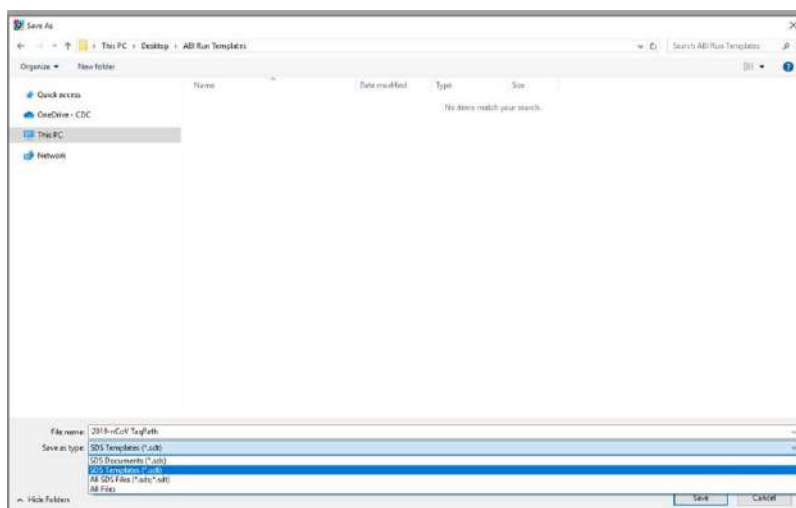 Save As
This PC › Desktop › ABI Run Templates
Search ABI Run Templates
Organize
New folder
Name
Date modified
Type
Size
Quick access
No items match your search.
OneDrive - CDC
This PC
Network
File name: 2019-nCoV TaqPath
Save as type: SDS Templates (*.sdt)
SDS Documents (*.sds)
SDS Templates (*.sdt)
All SDS Files (*.sds;*.sdt)
All Files
Hide Folders
Save
Cancel